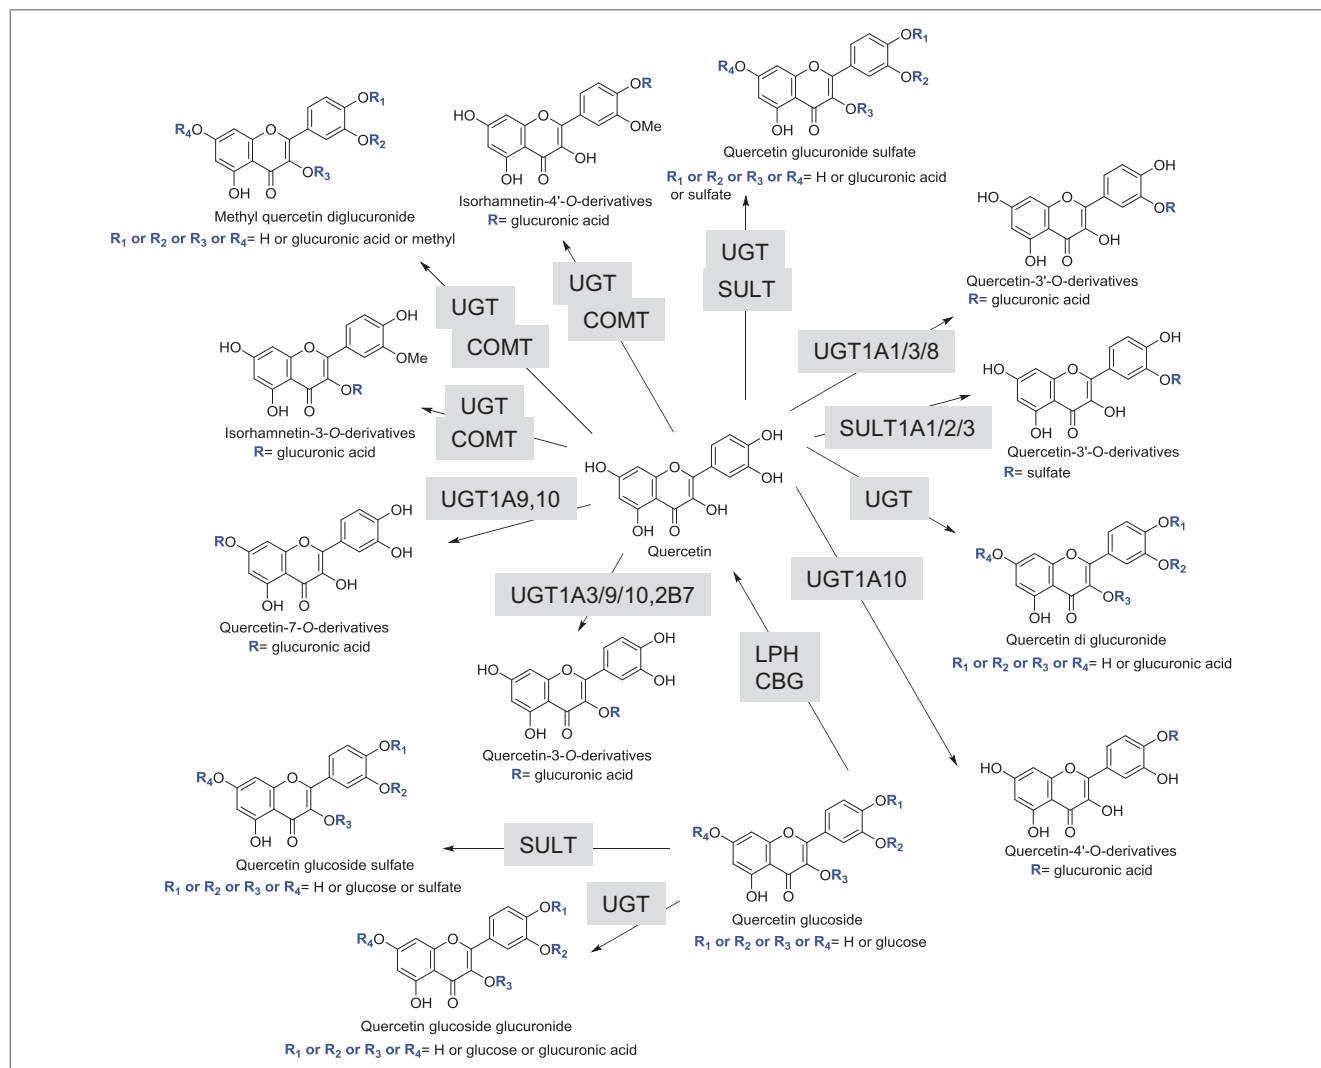 OR1
R4O
O
OR2
OR3
OH
O
Quercetin glucuronide sulfate
R1 or R2 or R3 or R4= H or glucuronic acid
or sulfate
OR1
R4O
O
OR2
OR3
OH
O
Methyl quercetin diglucuronide
R1 or R2 or R3 or R4= H or glucuronic acid or methyl
OR
HO
O
OMe
OH
OH
O
Isorhamnetin-4'-O-derivatives
R= glucuronic acid
OH
HO
O
OR
OH
OH
O
Quercetin-3'-O-derivatives
R= glucuronic acid
UGT
SULT
UGT
COMT
UGT
COMT
UGT1A1/3/8
OH
HO
O
OMe
OR
OH
O
Isorhamnetin-3-O-derivatives
R= glucuronic acid
UGT
COMT
SULT1A1/2/3
OH
HO
O
OR
OH
OH
O
Quercetin-3'-O-derivatives
R= sulfate
OH
HO
O
OH
OH
OH
O
Quercetin
UGT1A9,10
UGT
OH
RO
O
OH
OH
OH
O
Quercetin-7-O-derivatives
R= glucuronic acid
OR1
R4O
O
OR2
OR3
OH
O
Quercetin di glucuronide
R1 or R2 or R3 or R4= H or glucuronic acid
UGT1A3/9/10,2B7
UGT1A10
LPH
CBG
OH
HO
O
OH
OR
OH
O
Quercetin-3-O-derivatives
R= glucuronic acid
OR
HO
O
OH
OH
OH
O
Quercetin-4'-O-derivatives
R= glucuronic acid
OR1
R4O
O
OR2
OR3
OH
O
Quercetin glucoside sulfate
R1 or R2 or R3 or R4= H or glucose or sulfate
SULT
OR1
R4O
O
OR2
OR3
OH
O
Quercetin glucoside
R1 or R2 or R3 or R4= H or glucose
UGT
OR1
R4O
O
OR2
OR3
OH
O
Quercetin glucoside glucuronide
R1 or R2 or R3 or R4= H or glucose or glucuronic acid